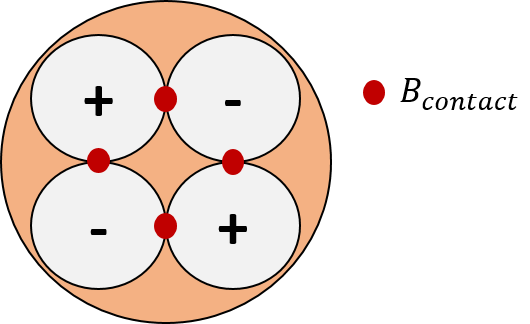 + -
B_contact
- +